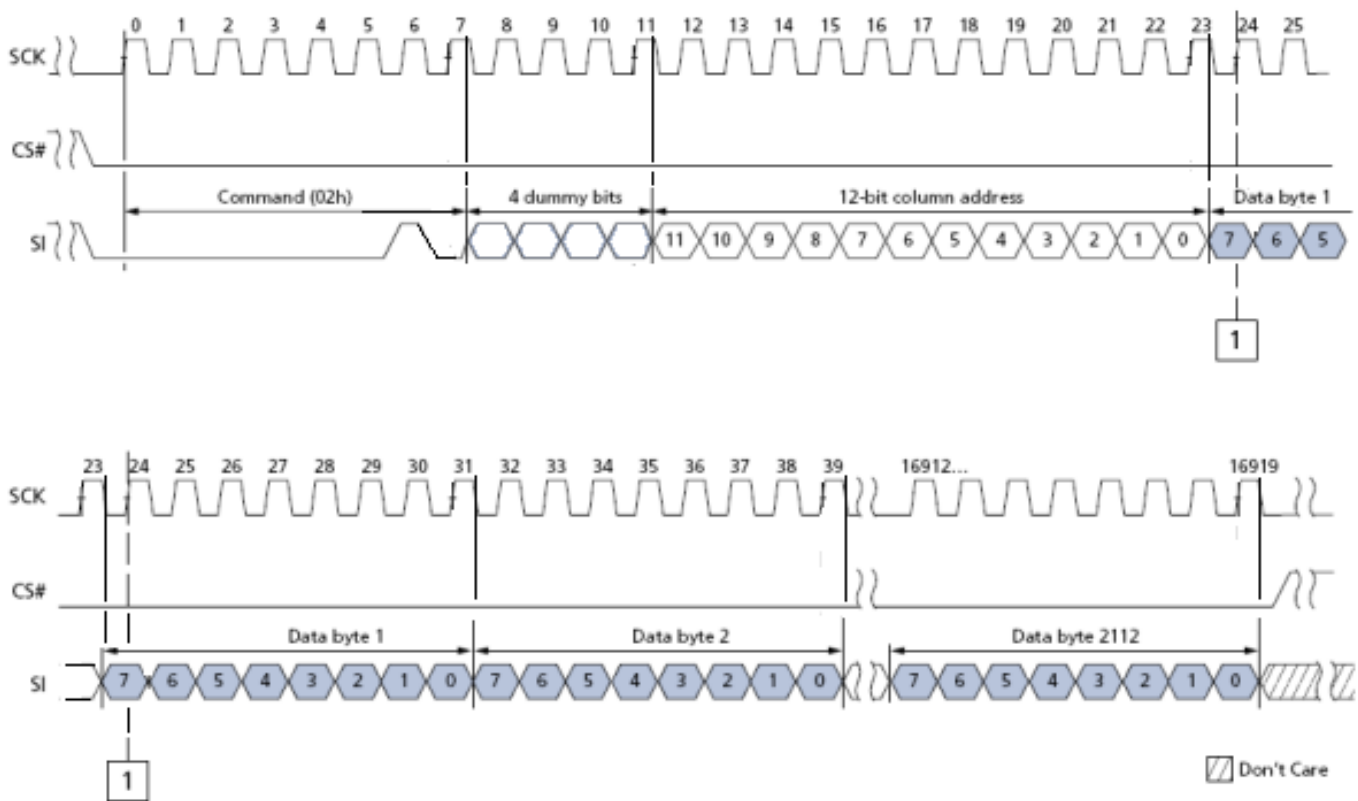 0 1 2 3 4 5 6 7 8 9 10 11 12 13 14 15 16 17 18 19 20 21 22 23 24 25
SCK
CS#
Command (02h) 4 dummy bits 12-bit column address Data byte 1
SI 11 10 9 8 7 6 5 4 3 2 1 0 7 6 5
1
23 24 25 26 27 28 29 30 31 32 33 34 35 36 37 38 39 16912... 16919
SCK
CS#
Data byte 1 Data byte 2 Data byte 2112
SI 7 6 5 4 3 2 1 0 7 6 5 4 3 2 1 0 7 6 5 4 3 2 1 0
1
Don't Care